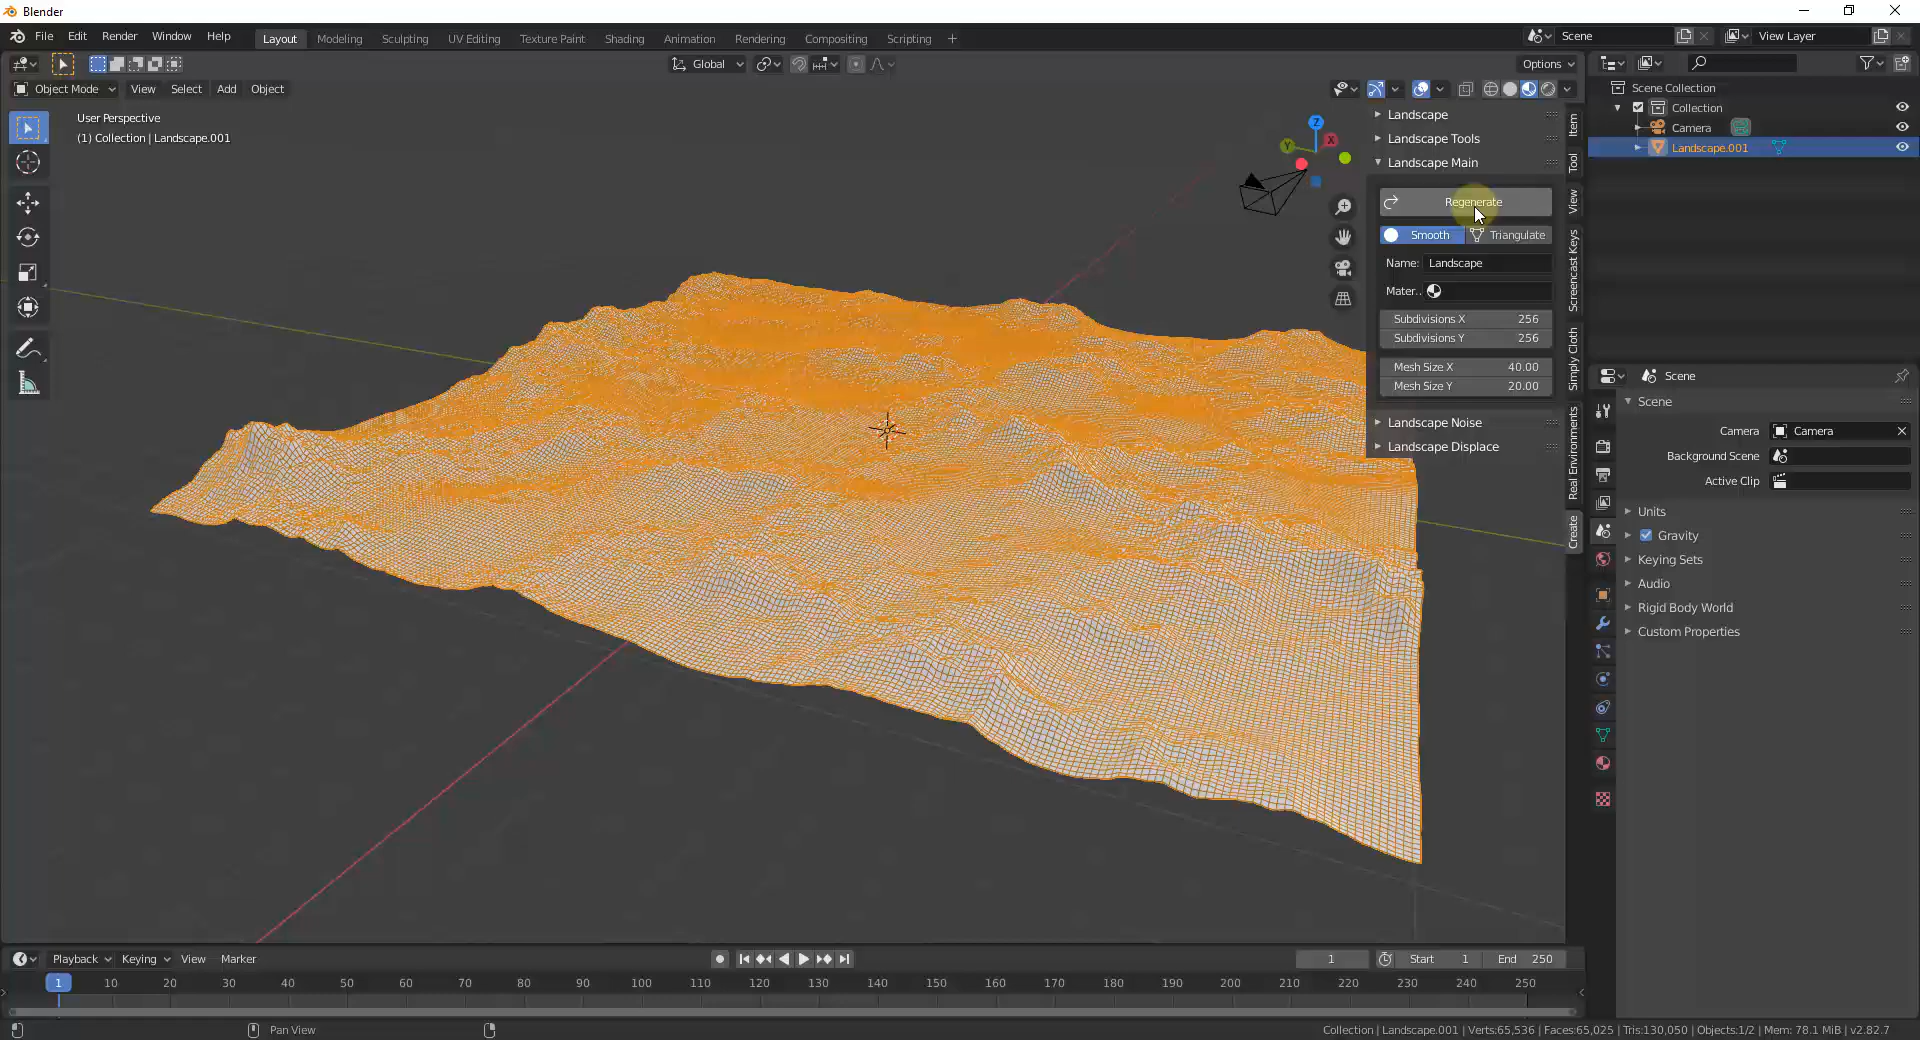 Blender
File Edit Render Window Help Layout Modeling Sculpting UV Editing Texture Paint Shading Animation Rendering Compositing Scripting + Scene View Layer
Global Options
Object Mode View Select Add Object
User Perspective
(1) Collection | Landscape.001
Z
X
Y
Landscape
Landscape Tools
Landscape Main
Regenerate
Smooth Triangulate
Name: Landscape
Mater..
Subdivisions X 256
Subdivisions Y 256
Mesh Size X 40.00
Mesh Size Y 20.00
Landscape Noise
Landscape Displace
Item
Tool
View
Screencast Keys
Simply Cloth
Real Environments
Create
Scene Collection
Collection
Camera
Landscape.001
Scene
Scene
Camera Camera
Background Scene
Active Clip
Units
Gravity
Keying Sets
Audio
Rigid Body World
Custom Properties
Playback Keying View Marker 1 Start 1 End 250
1 10 20 30 40 50 60 70 80 90 100 110 120 130 140 150 160 170 180 190 200 210 220 230 240 250
Pan View
Collection | Landscape.001 | Verts:65,536 | Faces:65,025 | Tris:130,050 | Objects:1/2 | Mem: 78.1 MiB | v2.82.7